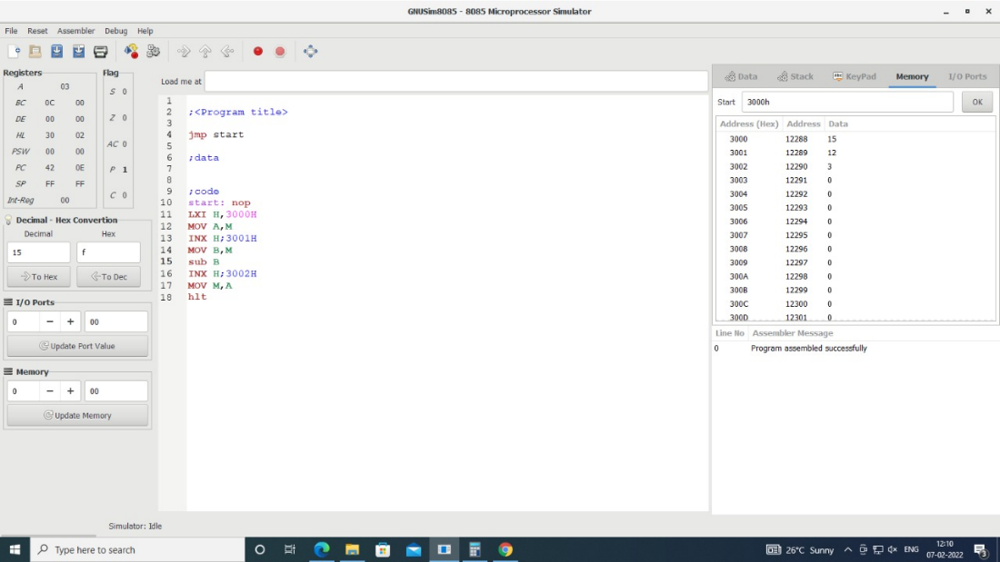 GNUSim8085 - 8085 Microprocessor Simulator
File Reset Assembler Debug Help
Registers
A 03
BC 0C 00
DE 00 00
HL 30 02
PSW 00 00
PC 42 0E
SP FF FF
Int-Reg 00
Flag
S 0
Z 0
AC 0
P 1
C 0
Decimal - Hex Convertion
Decimal Hex
15 f
To Hex To Dec
I/O Ports
0 − + 00
Update Port Value
Memory
0 − + 00
Update Memory
Load me at
1
2 ;<Program title>
3
4 jmp start
5
6 ;data
7
8
9 ;code
10 start: nop
11 LXI H,3000H
12 MOV A,M
13 INX H;3001H
14 MOV B,M
15 sub B
16 INX H;3002H
17 MOV M,A
18 hlt
Data Stack KeyPad Memory I/O Ports
Start 3000h OK
Address (Hex) Address Data
3000 12288 15
3001 12289 12
3002 12290 3
3003 12291 0
3004 12292 0
3005 12293 0
3006 12294 0
3007 12295 0
3008 12296 0
3009 12297 0
300A 12298 0
300B 12299 0
300C 12300 0
300D 12301 0
Line No Assembler Message
0 Program assembled successfully
Simulator: Idle
Type here to search
26°C Sunny ENG 12:10
07-02-2022
3